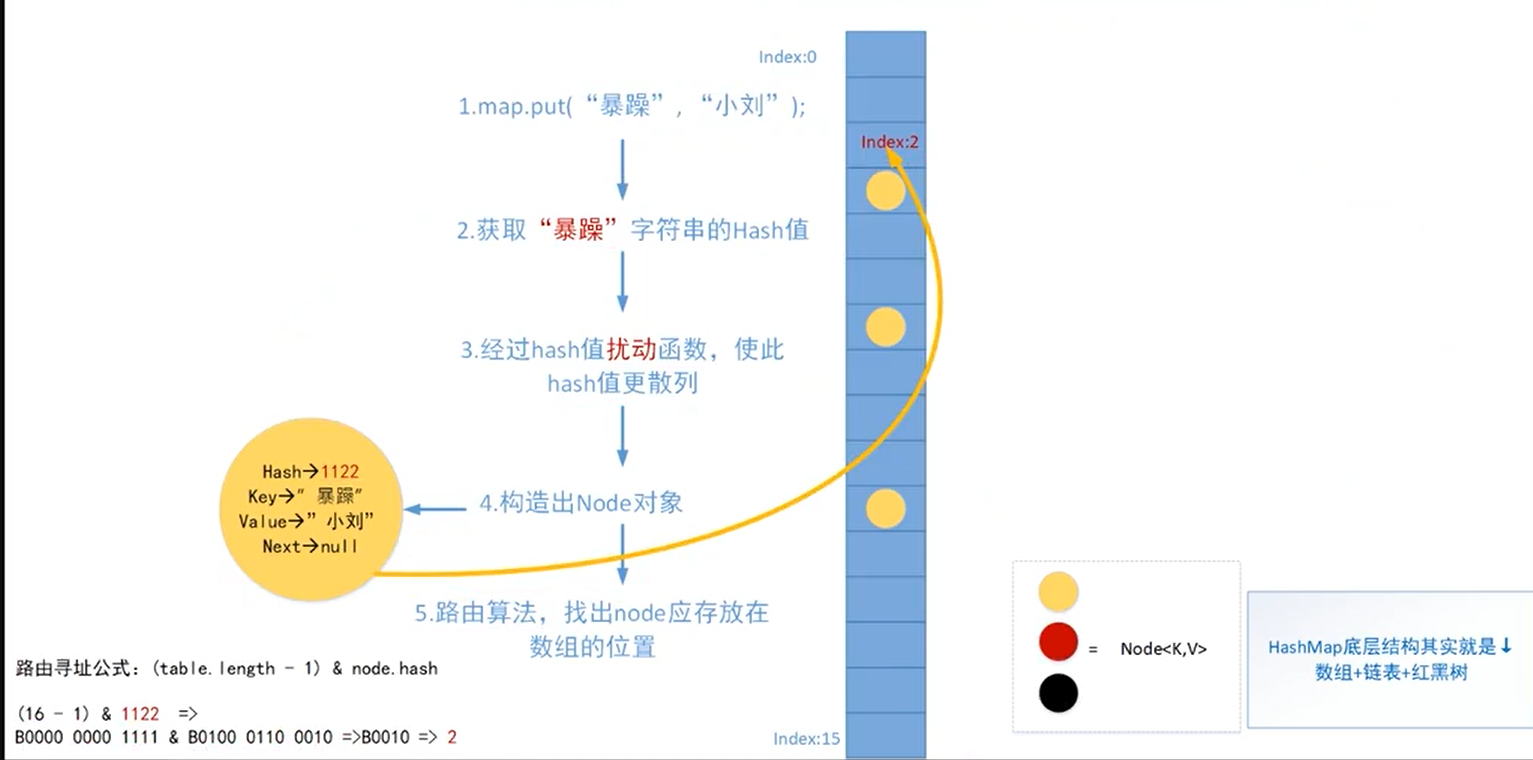 Index:0
1.map.put(“暴躁”,“小刘”);
Index:2
2.获取“暴躁”字符串的Hash值
3.经过hash值扰动函数，使此
hash值更散列
Hash→1122
Key→”暴躁”
Value→”小刘”
Next→null
4.构造出Node对象
5.路由算法，找出node应存放在
数组的位置
路由寻址公式：(table.length - 1) & node.hash
(16 - 1) & 1122 =>
B0000 0000 1111 & B0100 0110 0010 =>B0010 => 2
Index:15
= Node<K,V>
HashMap底层结构其实就是↓
数组+链表+红黑树